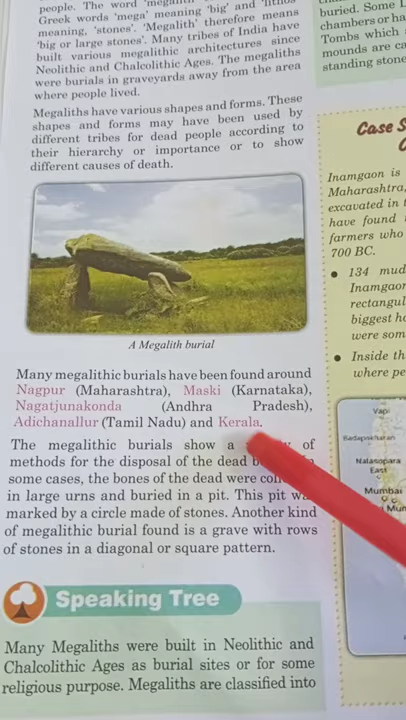 people. The word 'megalith'
Greek words 'mega' meaning 'big' and 'lithos'
meaning, 'stones'. 'Megalith' therefore means
'big or large stones'. Many tribes of India have
built various megalithic architectures since
Neolithic and Chalcolithic Ages. The megaliths
were burials in graveyards away from the area
where people lived.
Megaliths have various shapes and forms. These
shapes and forms may have been used by
different tribes for dead people according to
their hierarchy or importance or to show
different causes of death.
A Megalith burial
Many megalithic burials have been found around
Nagpur (Maharashtra), Maski (Karnataka),
Nagatjunakonda (Andhra Pradesh),
Adichanallur (Tamil Nadu) and Kerala.
The megalithic burials show a of
methods for the disposal of the dead
some cases, the bones of the dead were
in large urns and buried in a pit. This pit
marked by a circle made of stones. Another kind
of megalithic burial found is a grave with rows
of stones in a diagonal or square pattern.
Speaking Tree
Many Megaliths were built in Neolithic and
Chalcolithic Ages as burial sites or for some
religious purpose. Megaliths are classified into
buried. Some
chambers or
Tombs which
mounds are
standing stone
Case
Inamgaon is
Maharashtra,
excavated in
have found
farmers who
700 BC.
• 134 mud
Inamgaon
rectangul
biggest
were som
• Inside
where pe
Vapi
Nalasopara
East
Mumbai